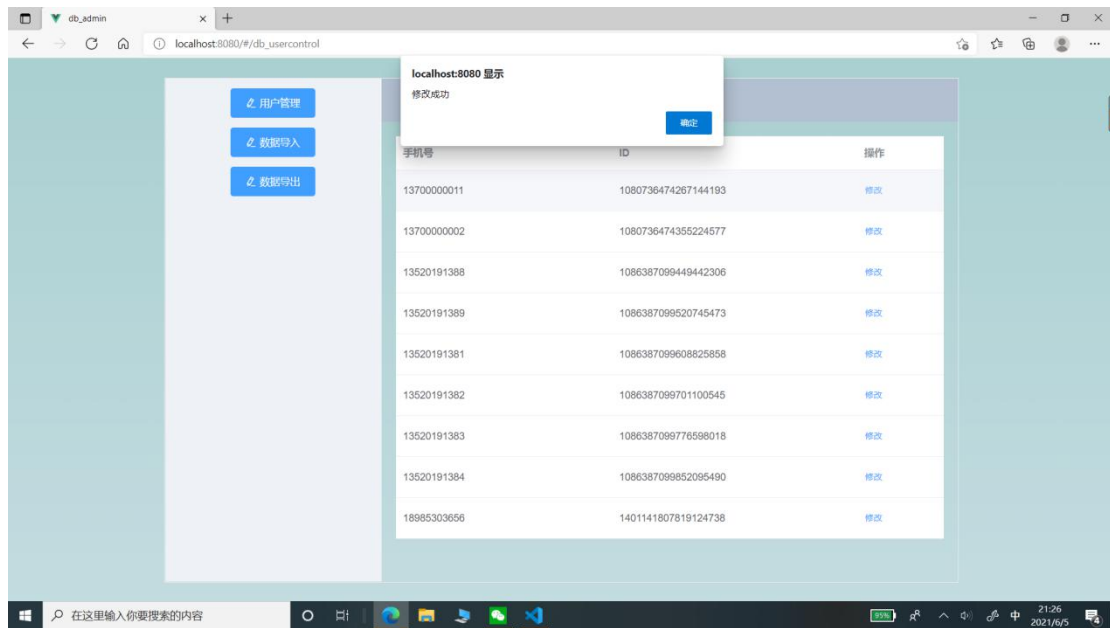 db_admin
localhost:8080/#/db_usercontrol
localhost:8080 显示
修改成功
确定
用户管理
数据导入
数据导出
手机号 ID 操作
13700000011 1080736474267144193 修改
13700000002 1080736474355224577 修改
13520191388 1086387099449442306 修改
13520191389 1086387099520745473 修改
13520191381 1086387099608825858 修改
13520191382 1086387099701100545 修改
13520191383 1086387099776598018 修改
13520191384 1086387099852095490 修改
18985303656 1401141807819124738 修改
在这里输入你要搜索的内容
95%
中
21:26
2021/6/5
4